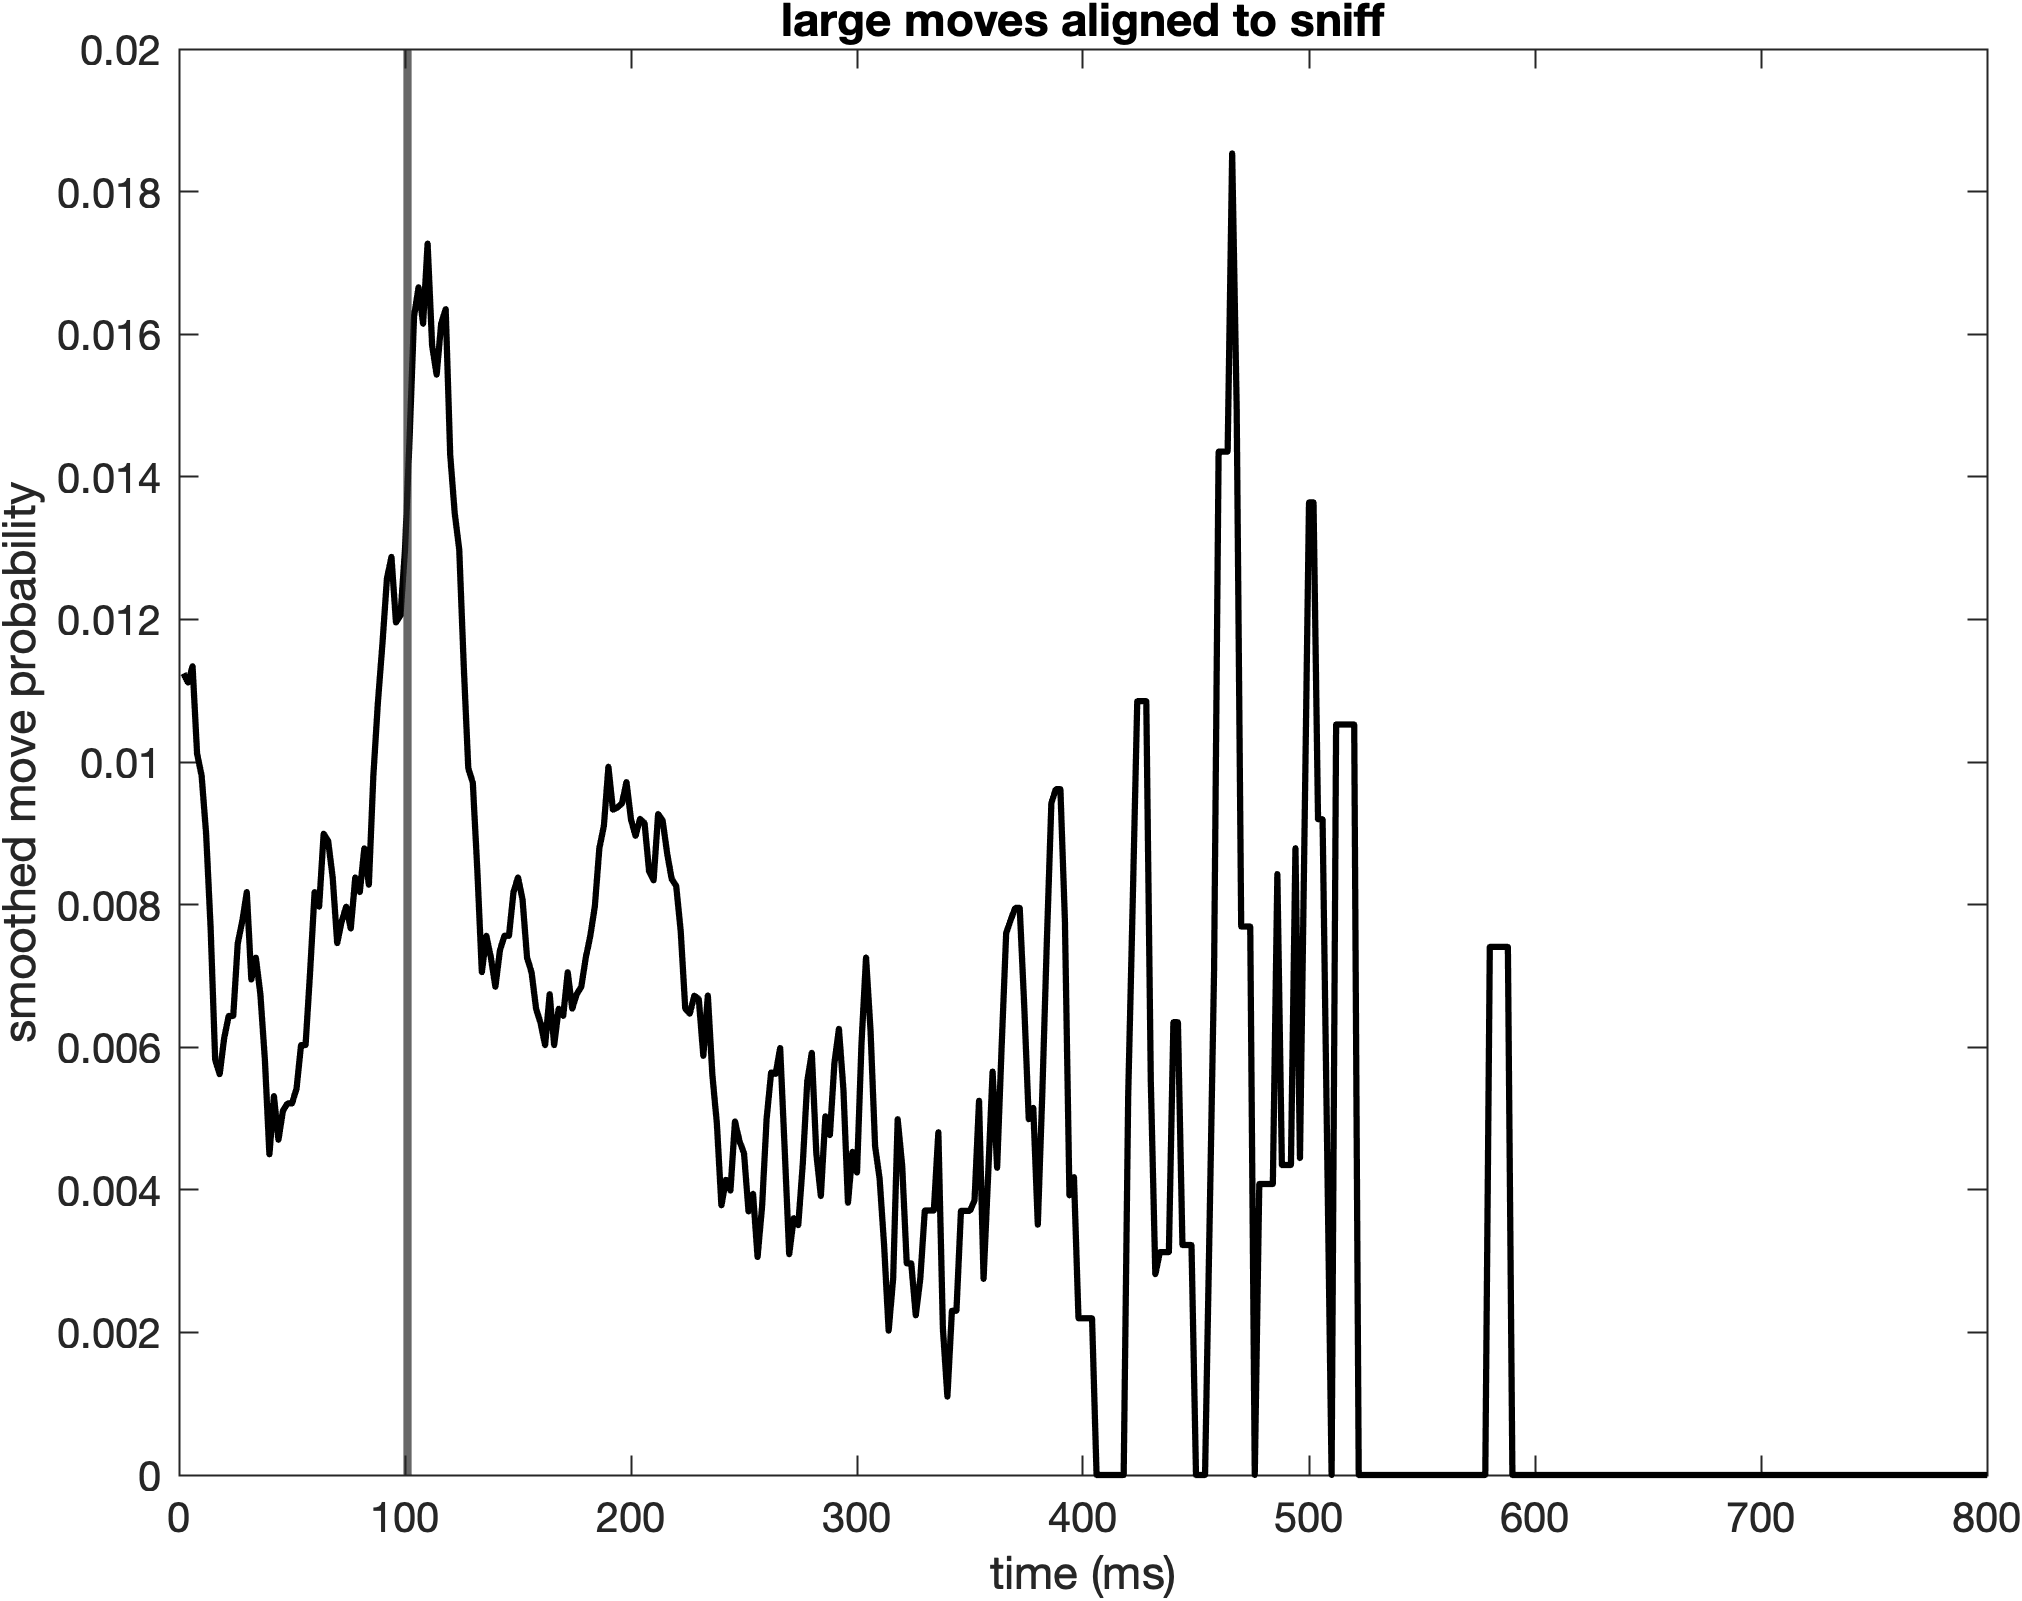 large moves aligned to sniff
0.02
0.018
0.016
0.014
0.012
0.01
0.008
0.006
0.004
0.002
0
smoothed move probability
0 100 200 300 400 500 600 700 800
time (ms)